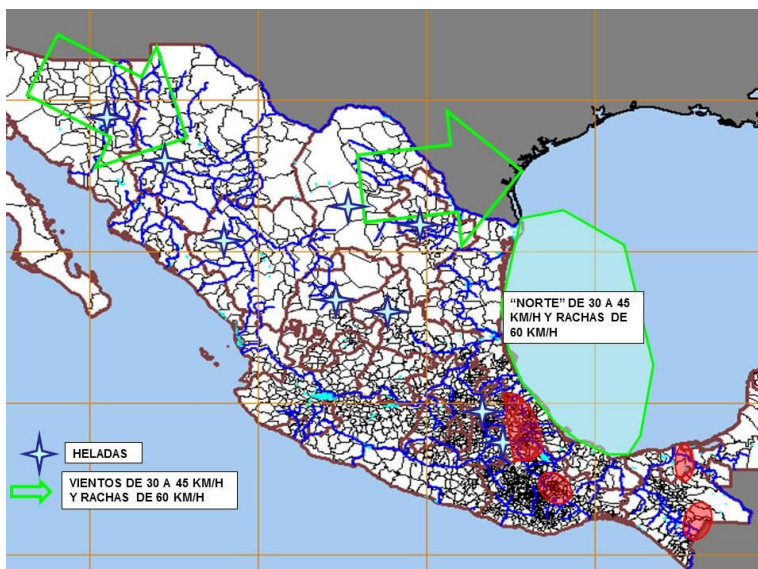 “NORTE” DE 30 A 45
KM/H Y RACHAS DE
60 KM/H
HELADAS
VIENTOS DE 30 A 45 KM/H
Y RACHAS DE 60 KM/H